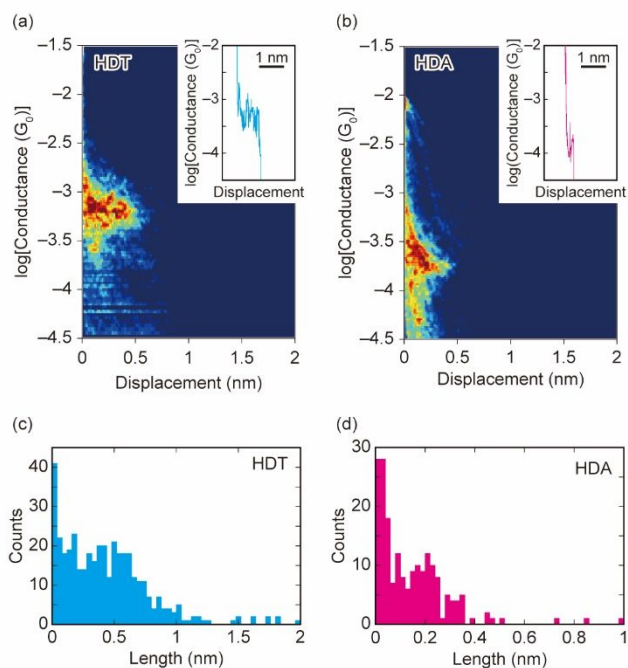 (a)
−1.5
−2
−2.5
−3
−3.5
−4
−4.5
log[Conductance (G0)]
HDT
−2
−3
−4
log[Conductance (G0)]
1 nm
Displacement
0
0.5
1
1.5
2
Displacement (nm)
(b)
−1.5
−2
−2.5
−3
−3.5
−4
−4.5
log[Conductance (G0)]
HDA
−2
−3
−4
log(Conductance (G0)]
1 nm
Displacement
0
0.5
1
1.5
2
Displacement (nm)
(c)
40
30
20
10
0
Counts
HDT
0
0.5
1
1.5
2
Length (nm)
(d)
30
20
10
0
Counts
HDA
0
0.2
0.4
0.6
0.8
1
Length (nm)